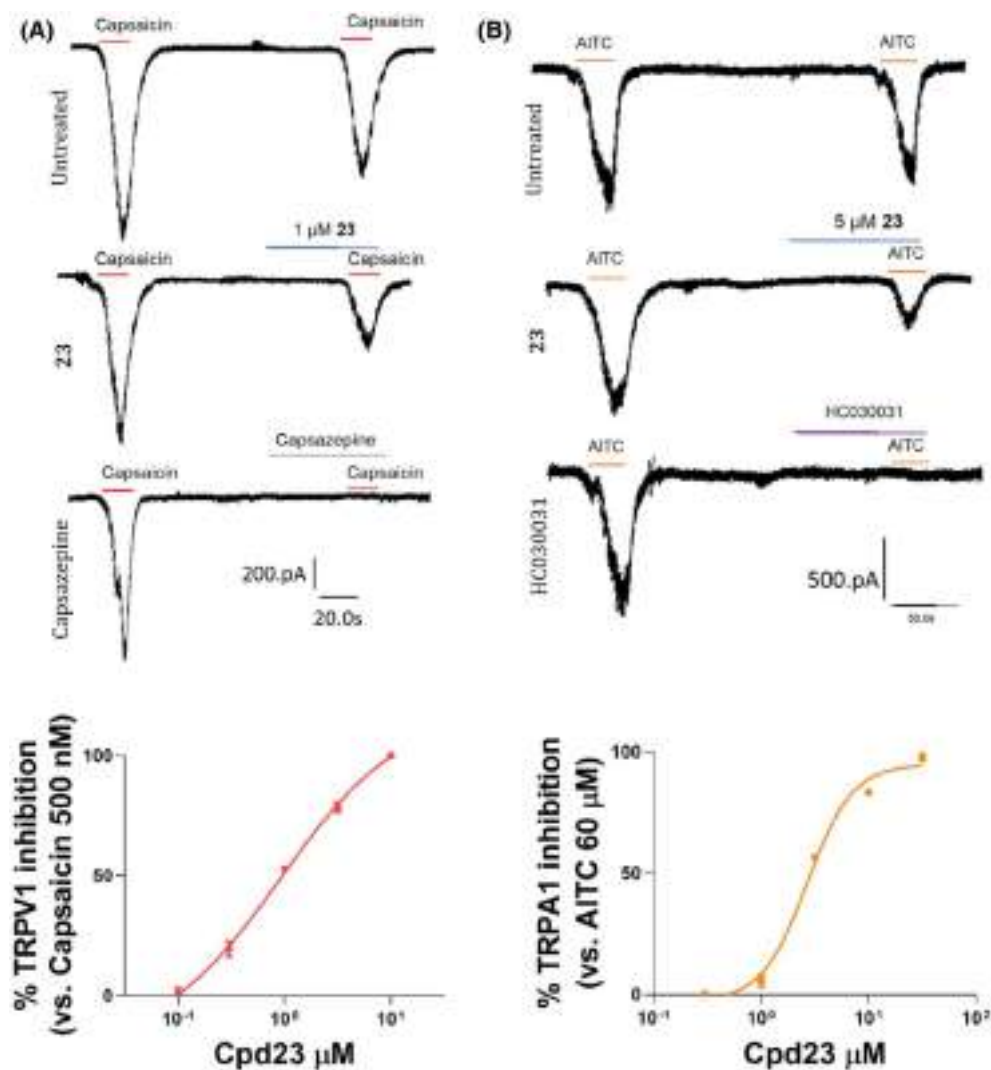 (A)
Capsaicin
Capsaicin
Untreated
1 µM 23
Capsaicin
Capsaicin
23
Capsazepine
Capsaicin
Capsaicin
Capsazepine
200.pA
20.0s
(B)
AITC
AITC
Untreated
5 µM 23
AITC
AITC
23
HC030031
AITC
AITC
HC030031
500.pA
% TRPV1 inhibition
(vs. Capsaicin 500 nM)
100
50
0
10⁻¹
10⁰
10¹
Cpd23 µM
% TRPA1 inhibition
(vs. AITC 60 µM)
100
50
0
10⁻¹
10⁰
10¹
10²
Cpd23 µM